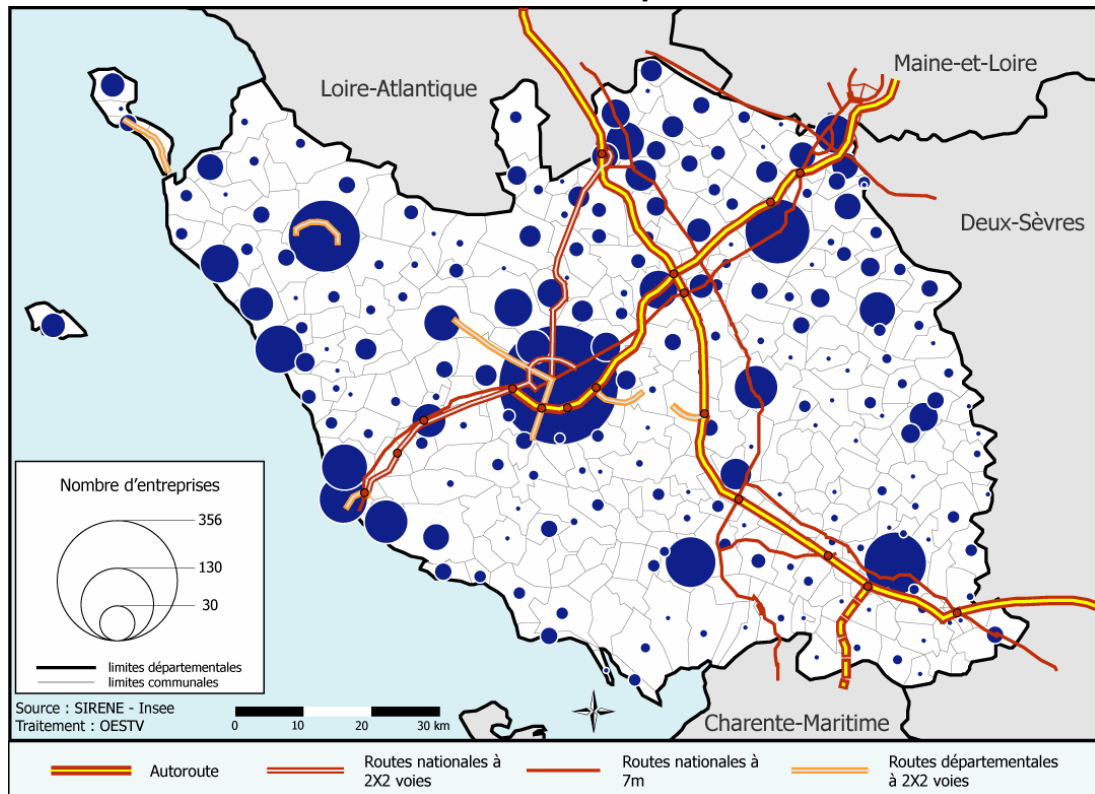 Loire-Atlantique
Maine-et-Loire
Deux-Sèvres
Charente-Maritime
Nombre d'entreprises
356
130
30
limites départementales
limites communales
Source : SIRENE - Insee
Traitement : OESTV
0 10 20 30 km
Autoroute
Routes nationales à
2X2 voies
Routes nationales à
7m
Routes départementales
à 2X2 voies